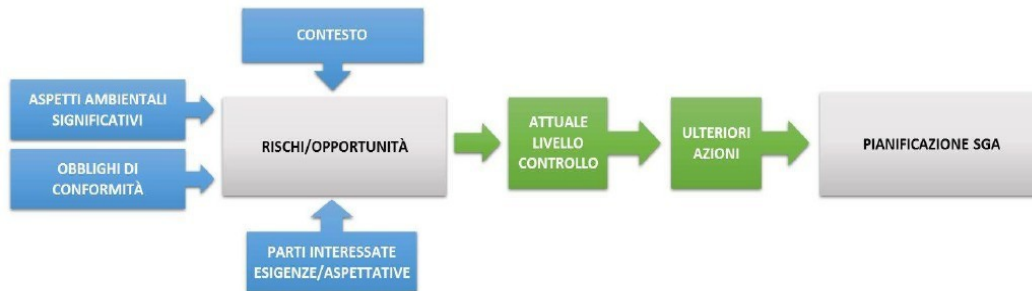 CONTESTO
ASPETTI AMBIENTALI
SIGNIFICATIVI
OBBLIGHI DI
CONFORMITÀ
RISCHI/OPPORTUNITÀ
PARTI INTERESSATE
ESIGENZE/ASPETTATIVE
ATTUALE
LIVELLO
CONTROLLO
ULTERIORI
AZIONI
PIANIFICAZIONE SGA